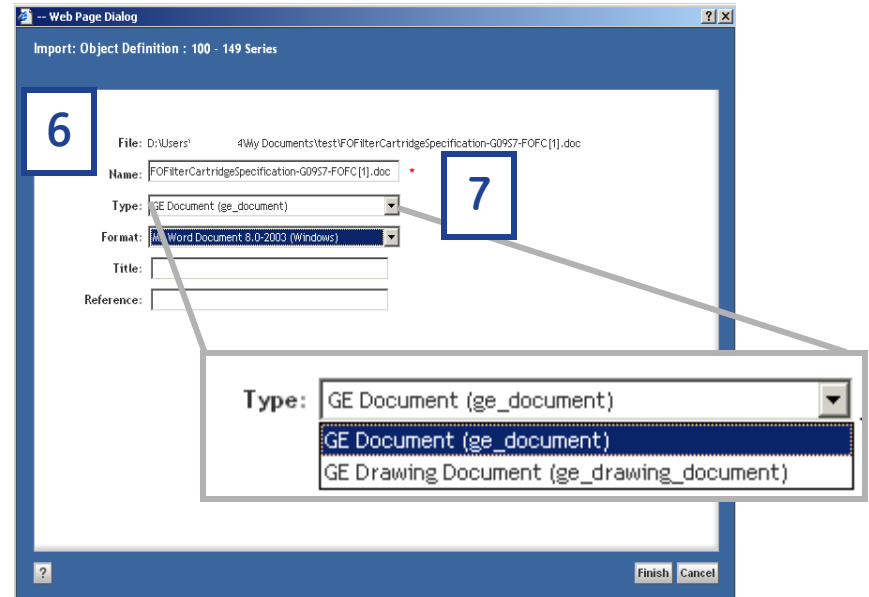 -- Web Page Dialog
Import: Object Definition : 100 - 149 Series
6
File: D:\Users' 4\My Documents\test\FOFilterCartridgeSpecification-G09S7-FOFC[1].doc
Name: FOFilterCartridgeSpecification-G09S7-FOFC[1].doc *
7
Type: GE Document (ge_document)
Format: MS Word Document 8.0-2003 (Windows)
Title:
Reference:
Type: GE Document (ge_document)
GE Document (ge_document)
GE Drawing Document (ge_drawing_document)
? Finish Cancel